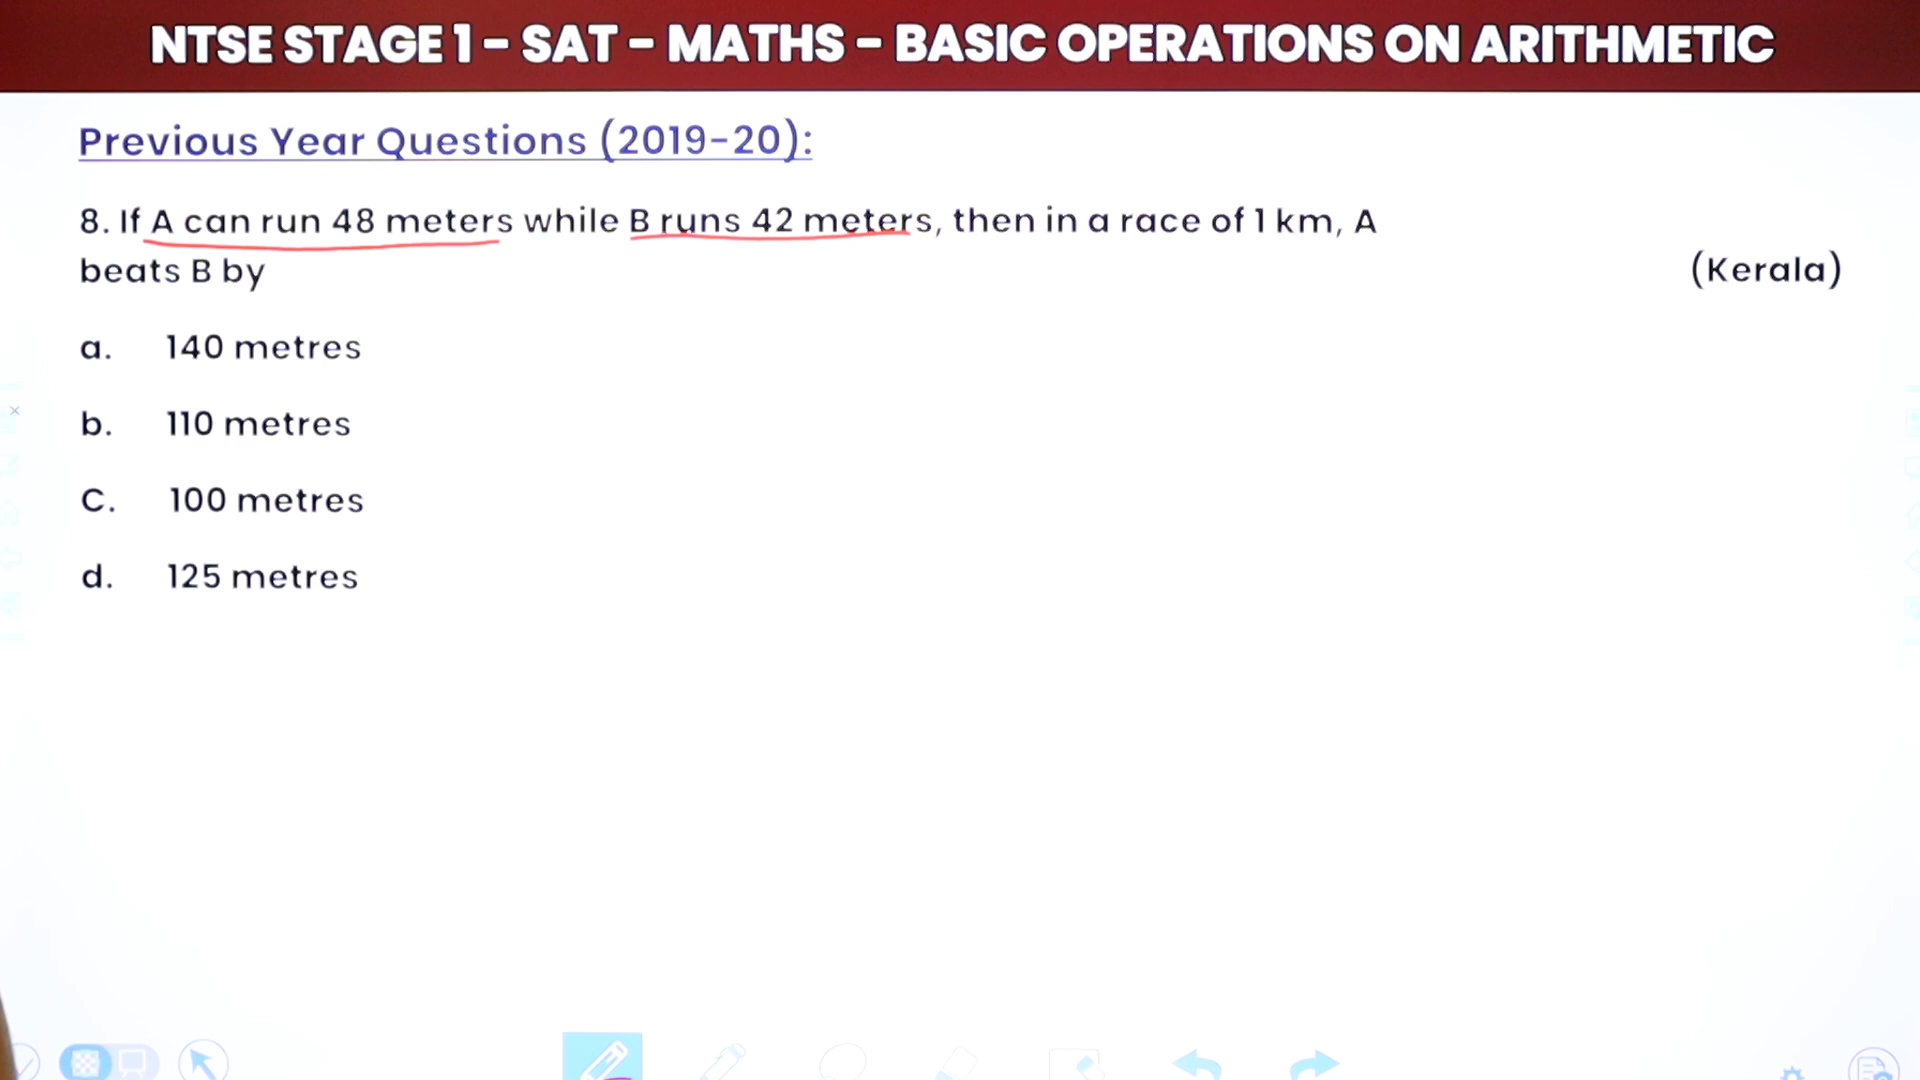 NTSE STAGE 1 – SAT – MATHS – BASIC OPERATIONS ON ARITHMETIC
Previous Year Questions (2019-20):
8. If A can run 48 meters while B runs 42 meters, then in a race of 1 km, A
beats B by (Kerala)
a. 140 metres
b. 110 metres
C. 100 metres
d. 125 metres